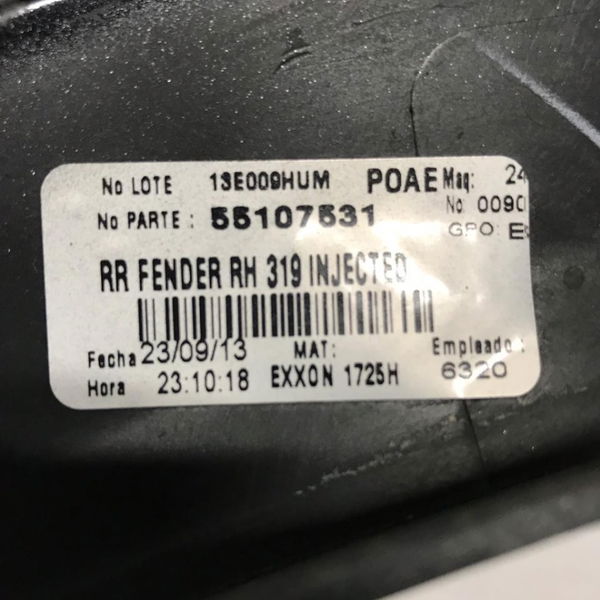 No LOTE 13E009HUM POAE Maq: 24
No PARTE : 55107531 No: 0090
GPO:
RR FENDER RH 319 INJECTED
Fecha 23/09/13 MAT: Empleado :
Hora 23:10:18 EXXON 1725H 6320